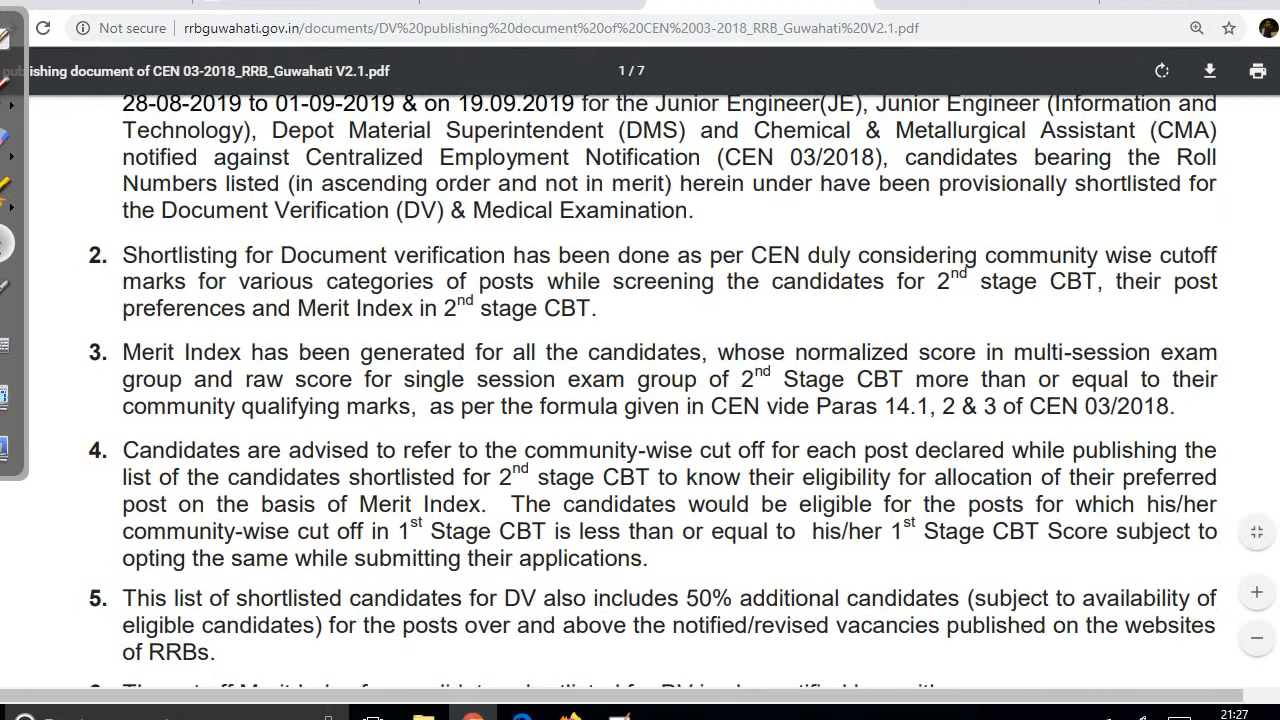 Not secure | rrbguwahati.gov.in/documents/DV%20publishing%20document%20of%20CEN%2003-2018_RRB_Guwahati%20V2.1.pdf
ishing document of CEN 03-2018_RRB_Guwahati V2.1.pdf 1 / 7
28-08-2019 to 01-09-2019 & on 19.09.2019 for the Junior Engineer(JE), Junior Engineer (Information and
Technology), Depot Material Superintendent (DMS) and Chemical & Metallurgical Assistant (CMA)
notified against Centralized Employment Notification (CEN 03/2018), candidates bearing the Roll
Numbers listed (in ascending order and not in merit) herein under have been provisionally shortlisted for
the Document Verification (DV) & Medical Examination.
2. Shortlisting for Document verification has been done as per CEN duly considering community wise cutoff
marks for various categories of posts while screening the candidates for 2nd stage CBT, their post
preferences and Merit Index in 2nd stage CBT.
3. Merit Index has been generated for all the candidates, whose normalized score in multi-session exam
group and raw score for single session exam group of 2nd Stage CBT more than or equal to their
community qualifying marks, as per the formula given in CEN vide Paras 14.1, 2 & 3 of CEN 03/2018.
4. Candidates are advised to refer to the community-wise cut off for each post declared while publishing the
list of the candidates shortlisted for 2nd stage CBT to know their eligibility for allocation of their preferred
post on the basis of Merit Index. The candidates would be eligible for the posts for which his/her
community-wise cut off in 1st Stage CBT is less than or equal to his/her 1st Stage CBT Score subject to
opting the same while submitting their applications.
5. This list of shortlisted candidates for DV also includes 50% additional candidates (subject to availability of
eligible candidates) for the posts over and above the notified/revised vacancies published on the websites
of RRBs.
21:27